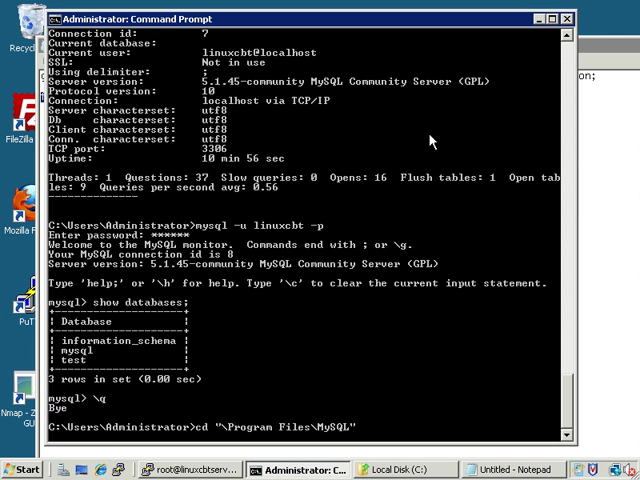 Administrator: Command Prompt
Connection id: 7
Current database:
Current user: linuxcbt@localhost
SSL: Not in use
Using delimiter: ;
Server version: 5.1.45-community MySQL Community Server (GPL)
Protocol version: 10
Connection: localhost via TCP/IP
Server characterset: utf8
Db characterset: utf8
Client characterset: utf8
Conn. characterset: utf8
TCP port: 3306
Uptime: 10 min 56 sec
Threads: 1 Questions: 37 Slow queries: 0 Opens: 16 Flush tables: 1 Open tab
les: 9 Queries per second avg: 0.56
--------------
C:\Users\Administrator>mysql -u linuxcbt -p
Enter password: ******
Welcome to the MySQL monitor. Commands end with ; or \g.
Your MySQL connection id is 8
Server version: 5.1.45-community MySQL Community Server (GPL)
Type 'help;' or '\h' for help. Type '\c' to clear the current input statement.
mysql> show databases;
+--------------------+
| Database |
+--------------------+
| information_schema |
| mysql |
| test |
+--------------------+
3 rows in set (0.00 sec)
mysql> \q
Bye
C:\Users\Administrator>cd "\Program Files\MySQL"
on;
Recyc
FileZilla
Mozilla F
PuT
Nmap - Z
GU
Start
root@linuxcbtserv...
Administrator: C...
Local Disk (C:)
Untitled - Notepad